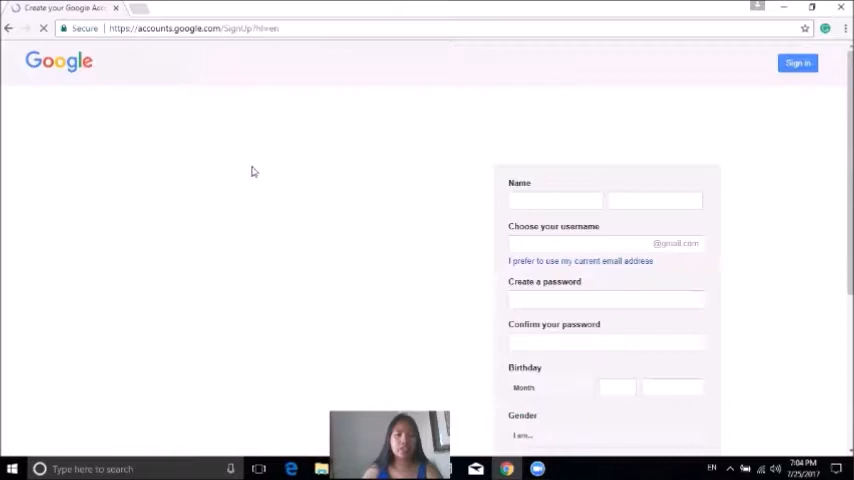 Create your Google Acco
Secure
https://accounts.google.com/SignUp?hl=en
Google
Sign in
Name
Choose your username
@gmail.com
I prefer to use my current email address
Create a password
Confirm your password
Birthday
Month
Gender
I am...
Type here to search
EN
7:04 PM
7/25/2017